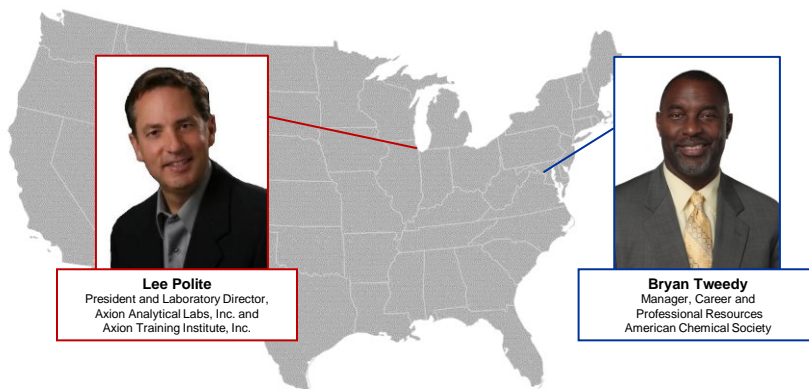 Lee Polite
President and Laboratory Director,
Axion Analytical Labs, Inc. and
Axion Training Institute, Inc.
Bryan Tweedy
Manager, Career and
Professional Resources
American Chemical Society